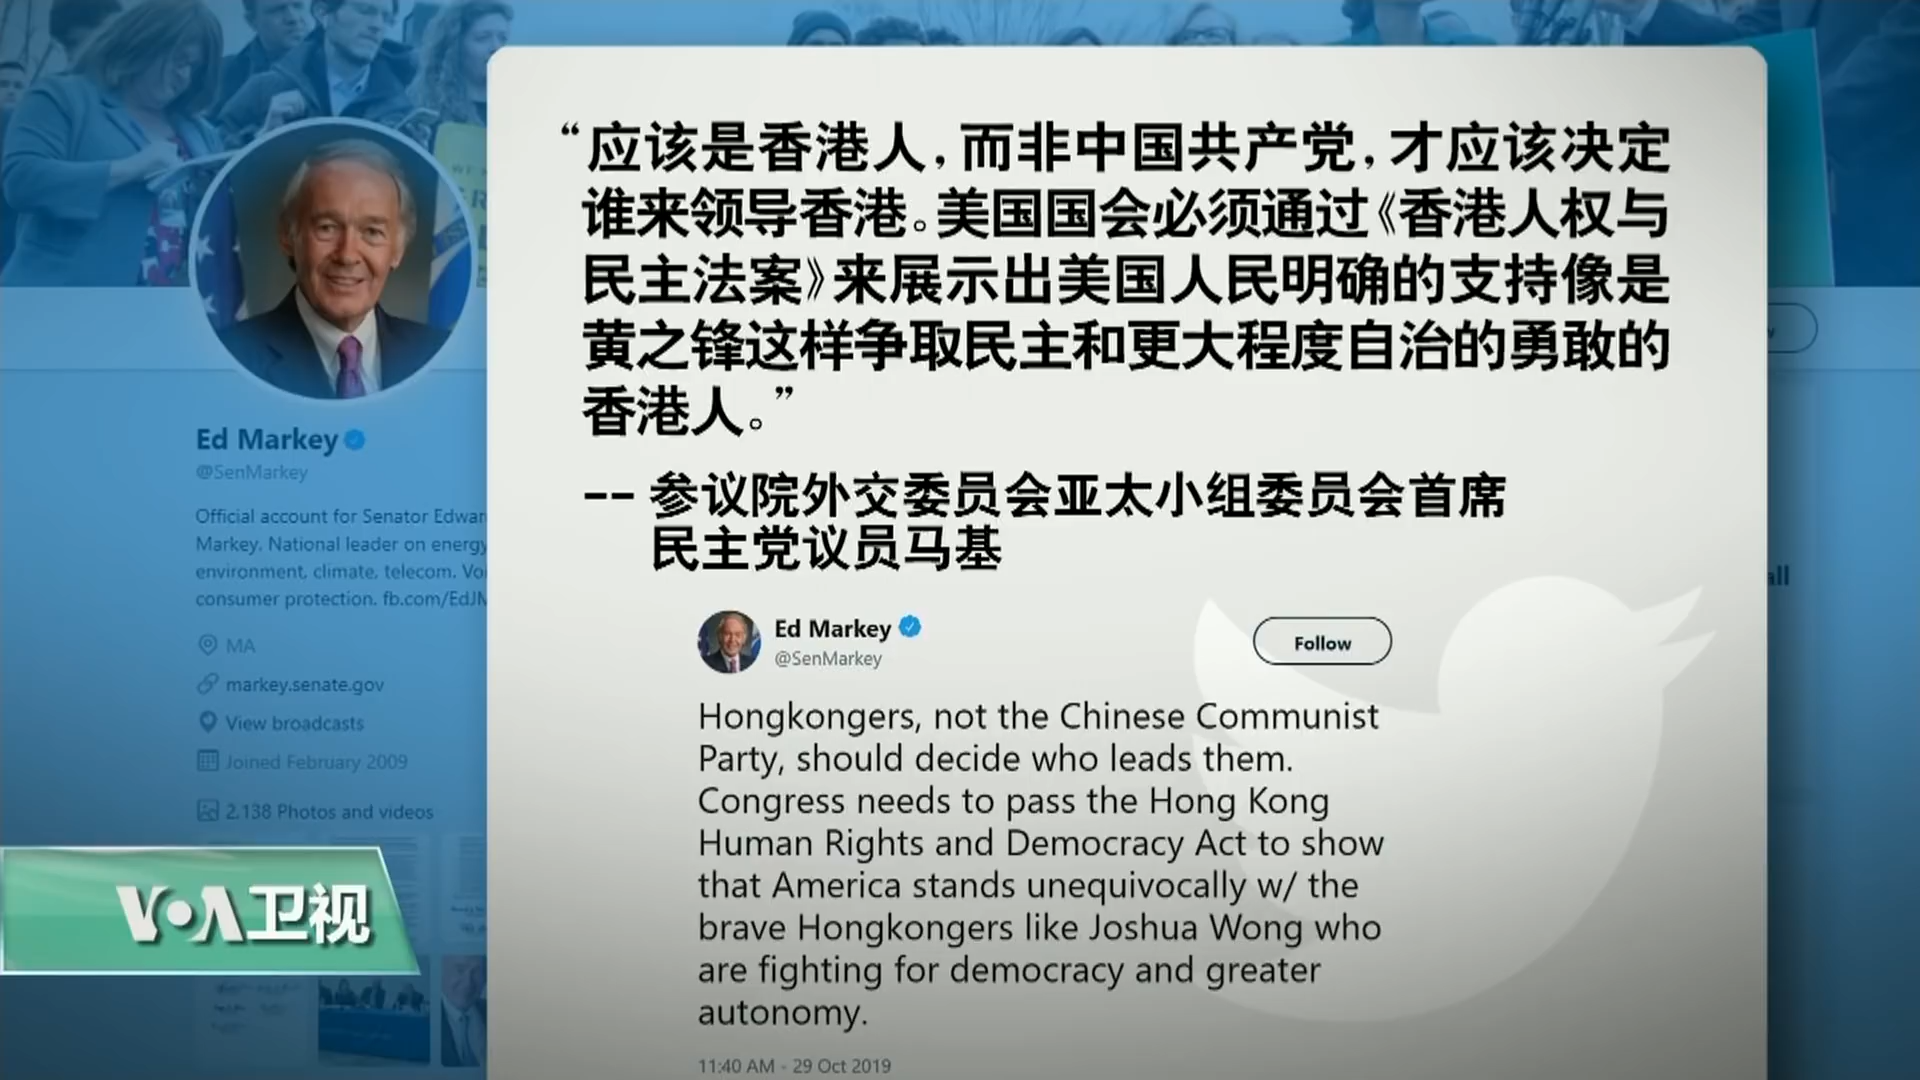 “应该是香港人,而非中国共产党,才应该决定
谁来领导香港。美国国会必须通过《香港人权与
民主法案》来展示出美国人民明确的支持像是
黄之锋这样争取民主和更大程度自治的勇敢的
香港人。”
-- 参议院外交委员会亚太小组委员会首席
民主党议员马基
Ed Markey
@SenMarkey
Follow
Hongkongers, not the Chinese Communist
Party, should decide who leads them.
Congress needs to pass the Hong Kong
Human Rights and Democracy Act to show
that America stands unequivocally w/ the
brave Hongkongers like Joshua Wong who
are fighting for democracy and greater
autonomy.
11:40 AM - 29 Oct 2019
Ed Markey
@SenMarkey
Official account for Senator Edwar
Markey. National leader on energy
environment, climate, telecom. Vo
consumer protection. fb.com/EdJM
MA
markey.senate.gov
View broadcasts
Joined February 2009
2,138 Photos and videos
VOA卫视